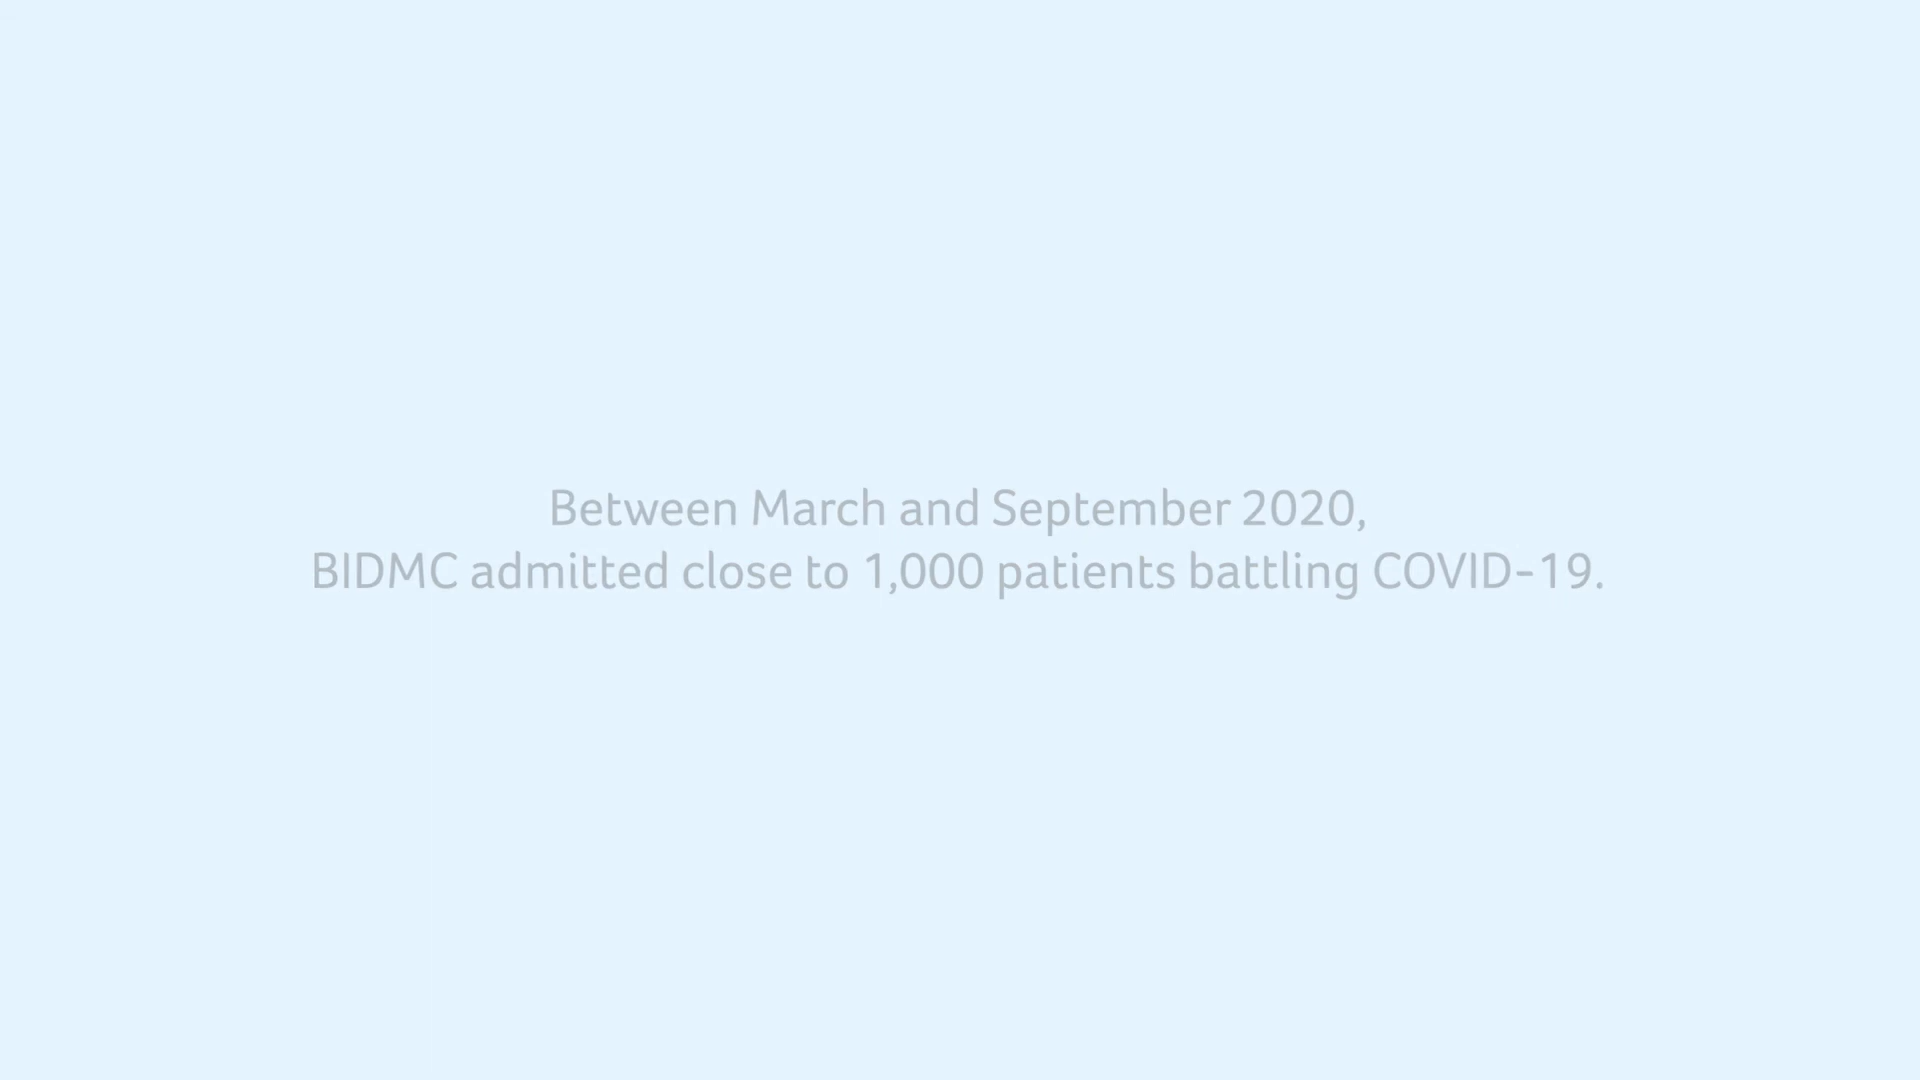 Between March and September 2020,
BIDMC admitted close to 1,000 patients battling COVID-19.